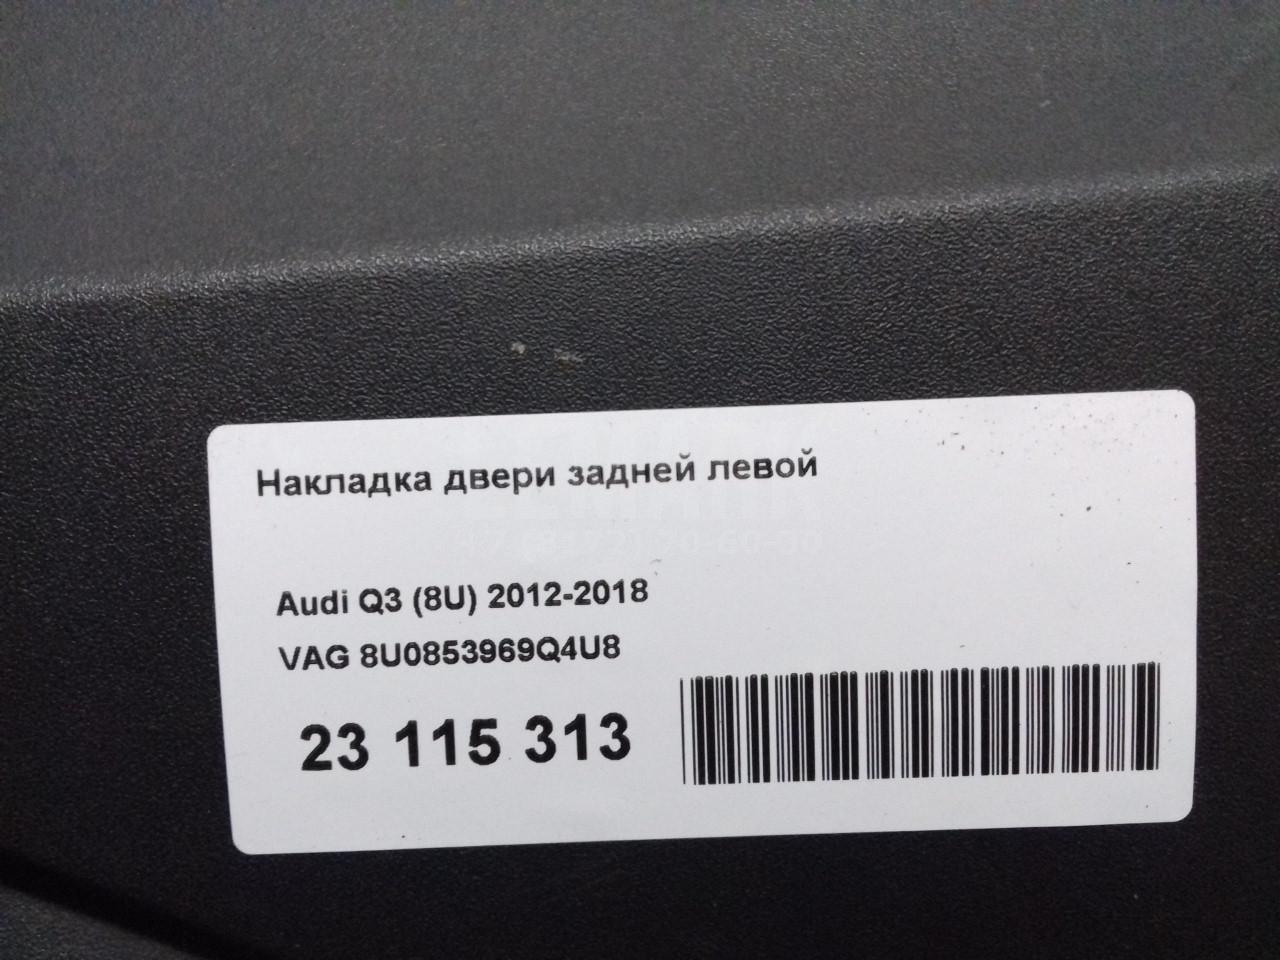 Накладка двери задней левой
Audi Q3 (8U) 2012-2018
VAG 8U0853969Q4U8
23 115 313